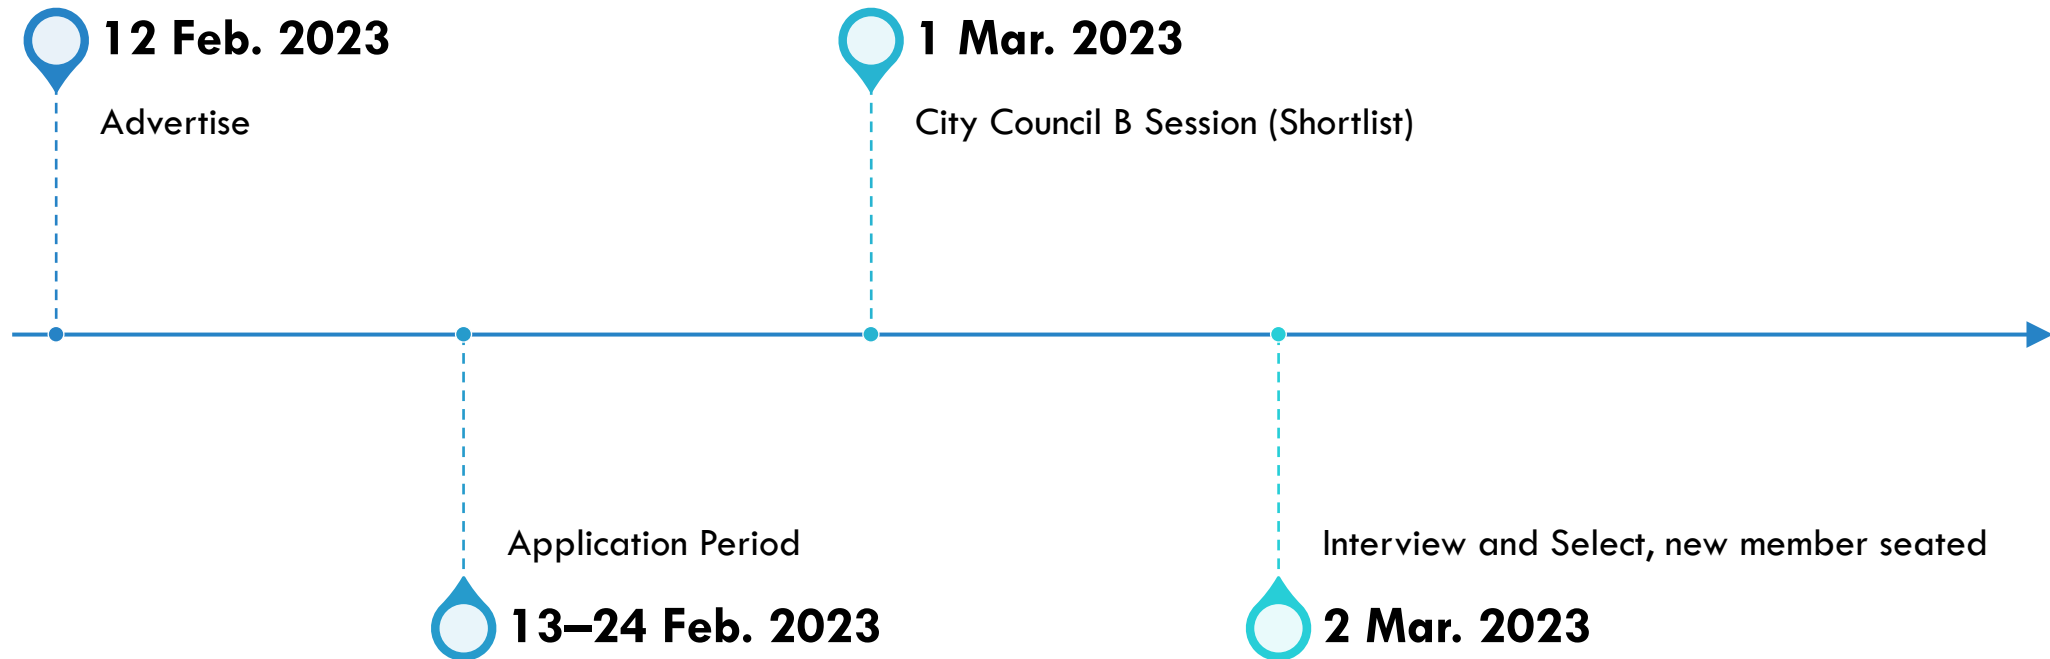 12 Feb. 2023
Advertise
1 Mar. 2023
City Council B Session (Shortlist)
Application Period
13–24 Feb. 2023
Interview and Select, new member seated
2 Mar. 2023